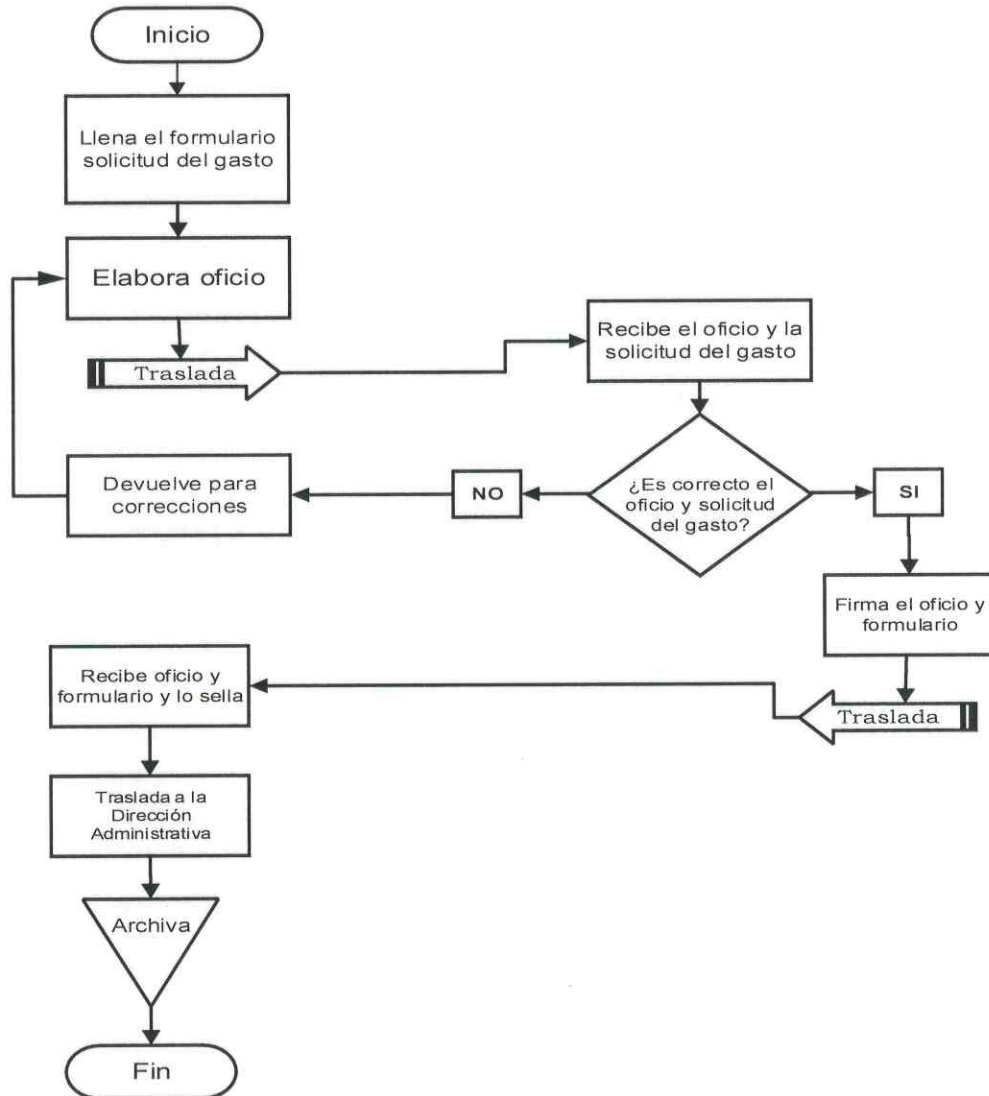 Inicio
Llena el formulario
solicitud del gasto
Elabora oficio
Traslada
Recibe el oficio y la
solicitud del gasto
¿Es correcto el
oficio y solicitud
del gasto?
NO
Devuelve para
correcciones
SI
Firma el oficio y
formulario
Traslada
Recibe oficio y
formulario y lo sella
Traslada a la
Dirección
Administrativa
Archiva
Fin